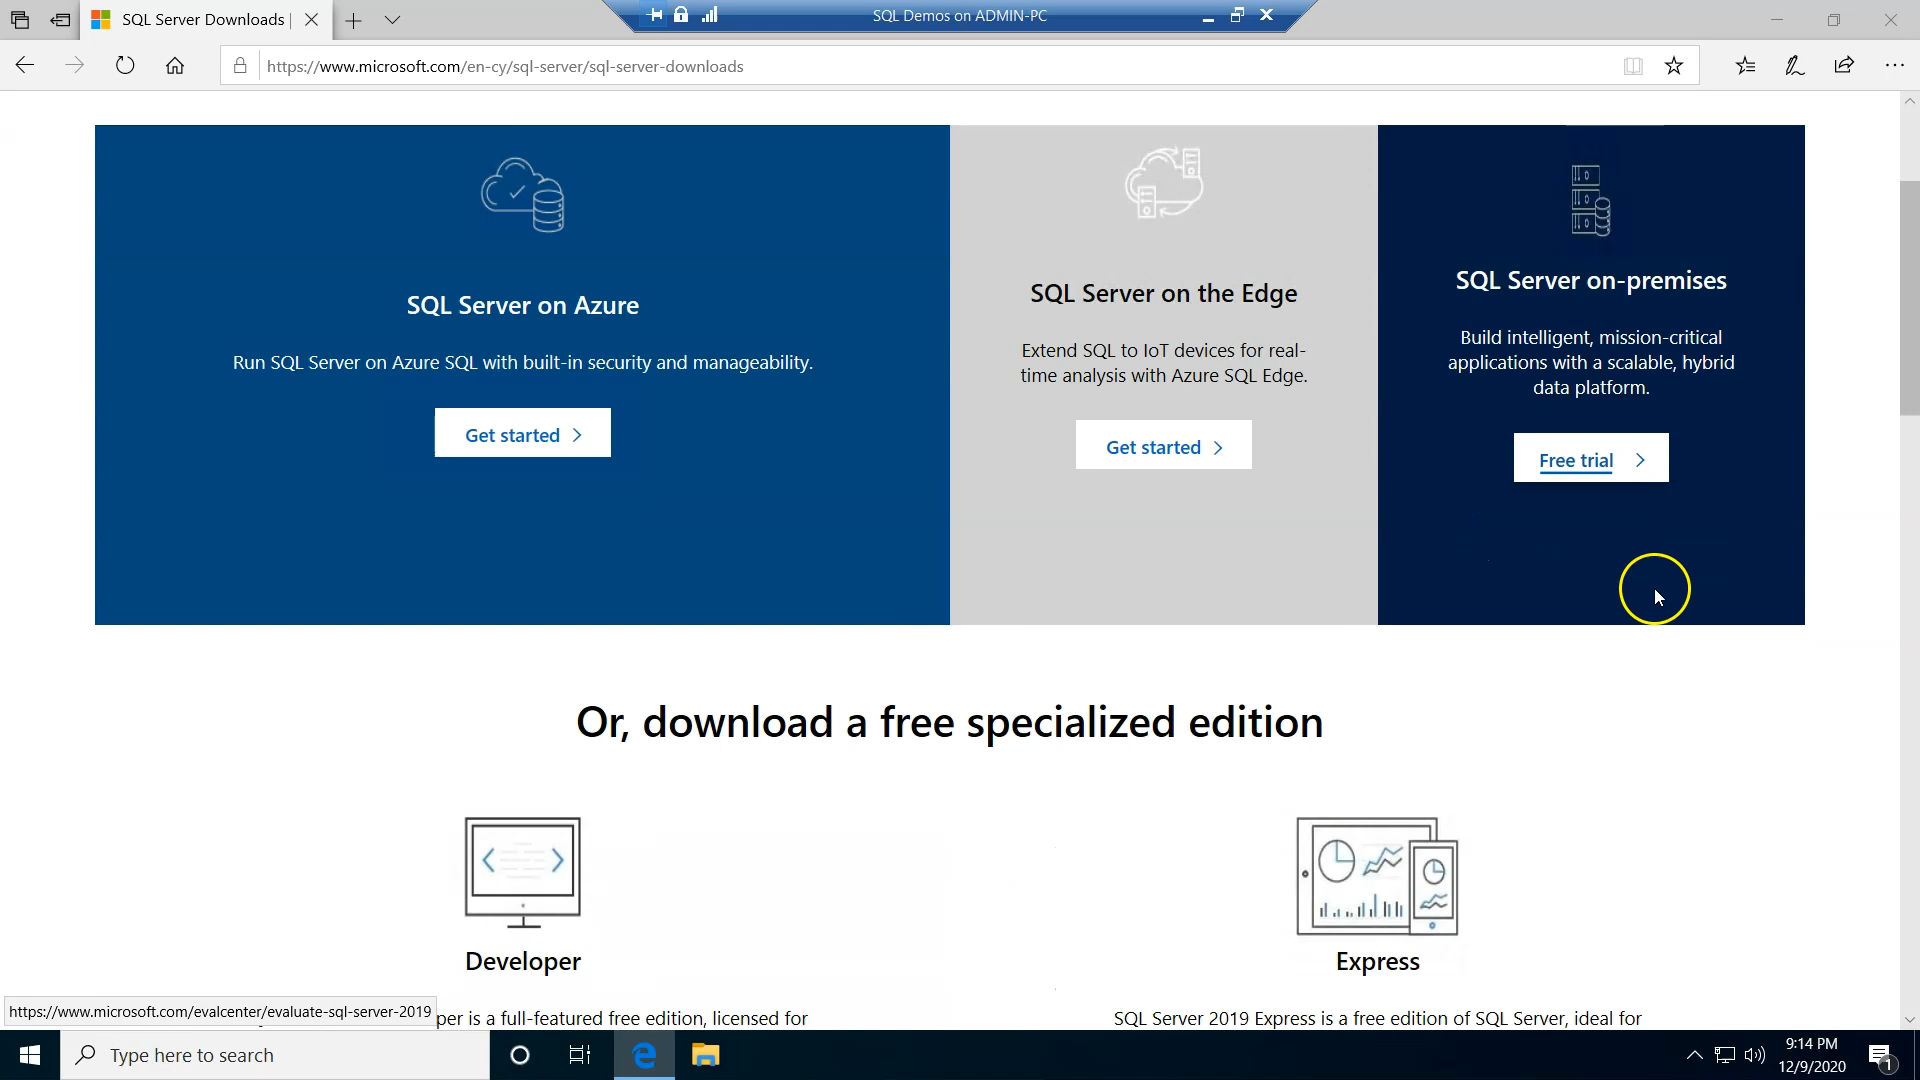 SQL Server Downloads |
SQL Demos on ADMIN-PC
https://www.microsoft.com/en-cy/sql-server/sql-server-downloads
SQL Server on Azure
Run SQL Server on Azure SQL with built-in security and manageability.
Get started
SQL Server on the Edge
Extend SQL to IoT devices for real-
time analysis with Azure SQL Edge.
Get started
SQL Server on-premises
Build intelligent, mission-critical
applications with a scalable, hybrid
data platform.
Free trial
Or, download a free specialized edition
Developer
per is a full-featured free edition, licensed for
Express
SQL Server 2019 Express is a free edition of SQL Server, ideal for
https://www.microsoft.com/evalcenter/evaluate-sql-server-2019
Type here to search
9:14 PM
12/9/2020
1